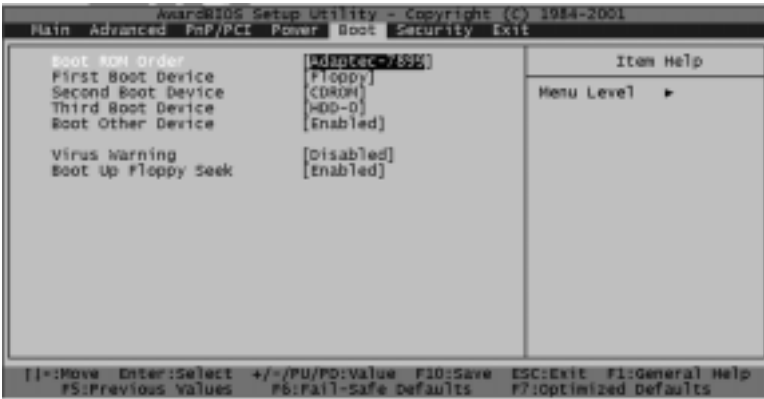 AwardBIOS Setup Utility - Copyright (C) 1984-2001
Main Advanced PnP/PCI Power Boot Security Exit
Boot ROM Order [Adaptec-7899]
First Boot Device [Floppy]
Second Boot Device [CDROM]
Third Boot Device [HDD-0]
Boot Other Device [Enabled]
Virus Warning [Disabled]
Boot Up Floppy Seek [Enabled]
Item Help
Menu Level ►
:Move Enter:Select +/-/PU/PD:Value F10:Save ESC:Exit F1:General Help
F5:Previous Values F6:Fail-Safe Defaults F7:Optimized Defaults